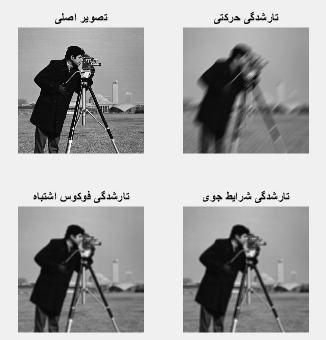 تارشدگی حرکتی
تصویر اصلی
تارشدگی شرایط جوی
تارشدگی فوکوس اشتباه